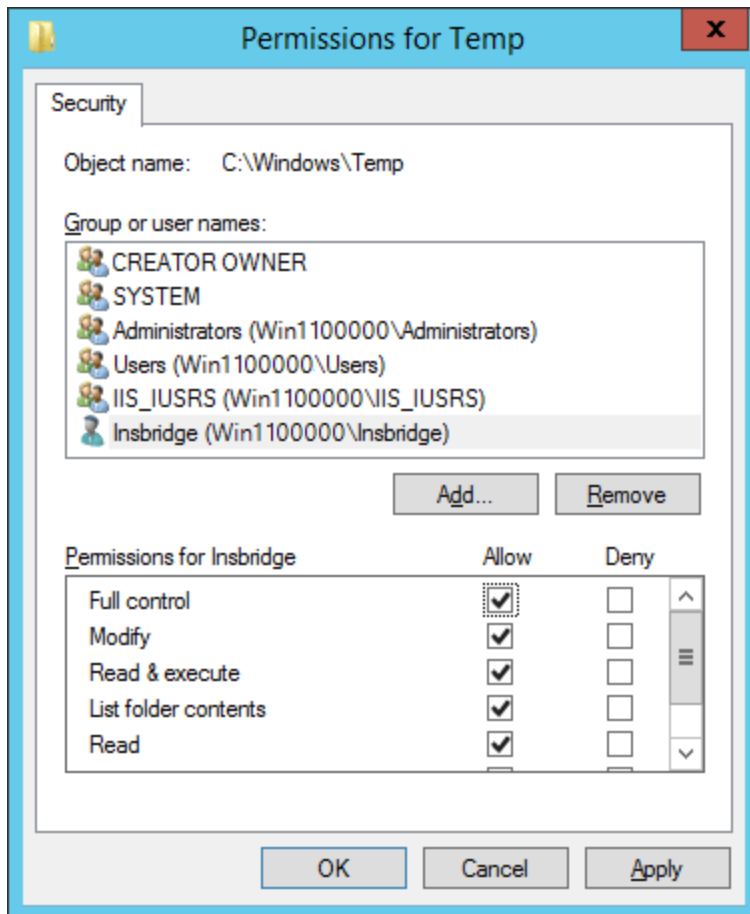 Permissions for Temp
x
Security
Object name: C:\Windows\Temp
Group or user names:
CREATOR OWNER
SYSTEM
Administrators (Win1100000\Administrators)
Users (Win1100000\Users)
IIS_IUSRS (Win1100000\IIS_IUSRS)
Insbridge (Win1100000\Insbridge)
Add... Remove
Permissions for Insbridge Allow Deny
Full control
Modify
Read & execute
List folder contents
Read
OK Cancel Apply